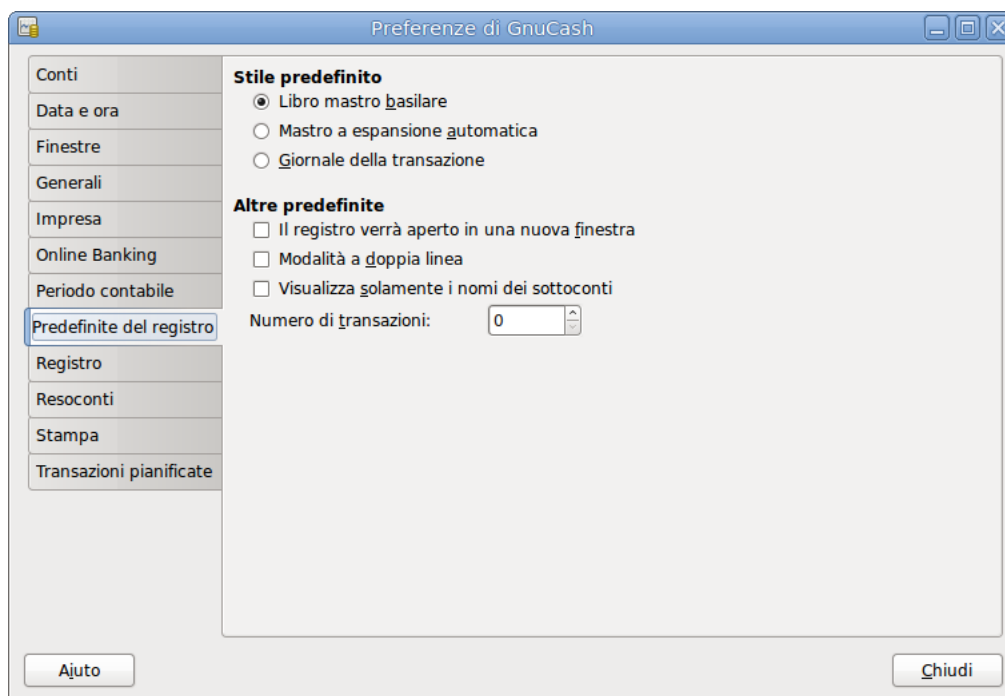 Preferenze di GnuCash
Conti
Data e ora
Finestre
Generali
Impresa
Online Banking
Periodo contabile
Predefinite del registro
Registro
Resoconti
Stampa
Transazioni pianificate
Stile predefinito
Libro mastro basilare
Mastro a espansione automatica
Giornale della transazione
Altre predefinite
Il registro verrà aperto in una nuova finestra
Modalità a doppia linea
Visualizza solamente i nomi dei sottoconti
Numero di transazioni: 0
Aiuto
Chiudi